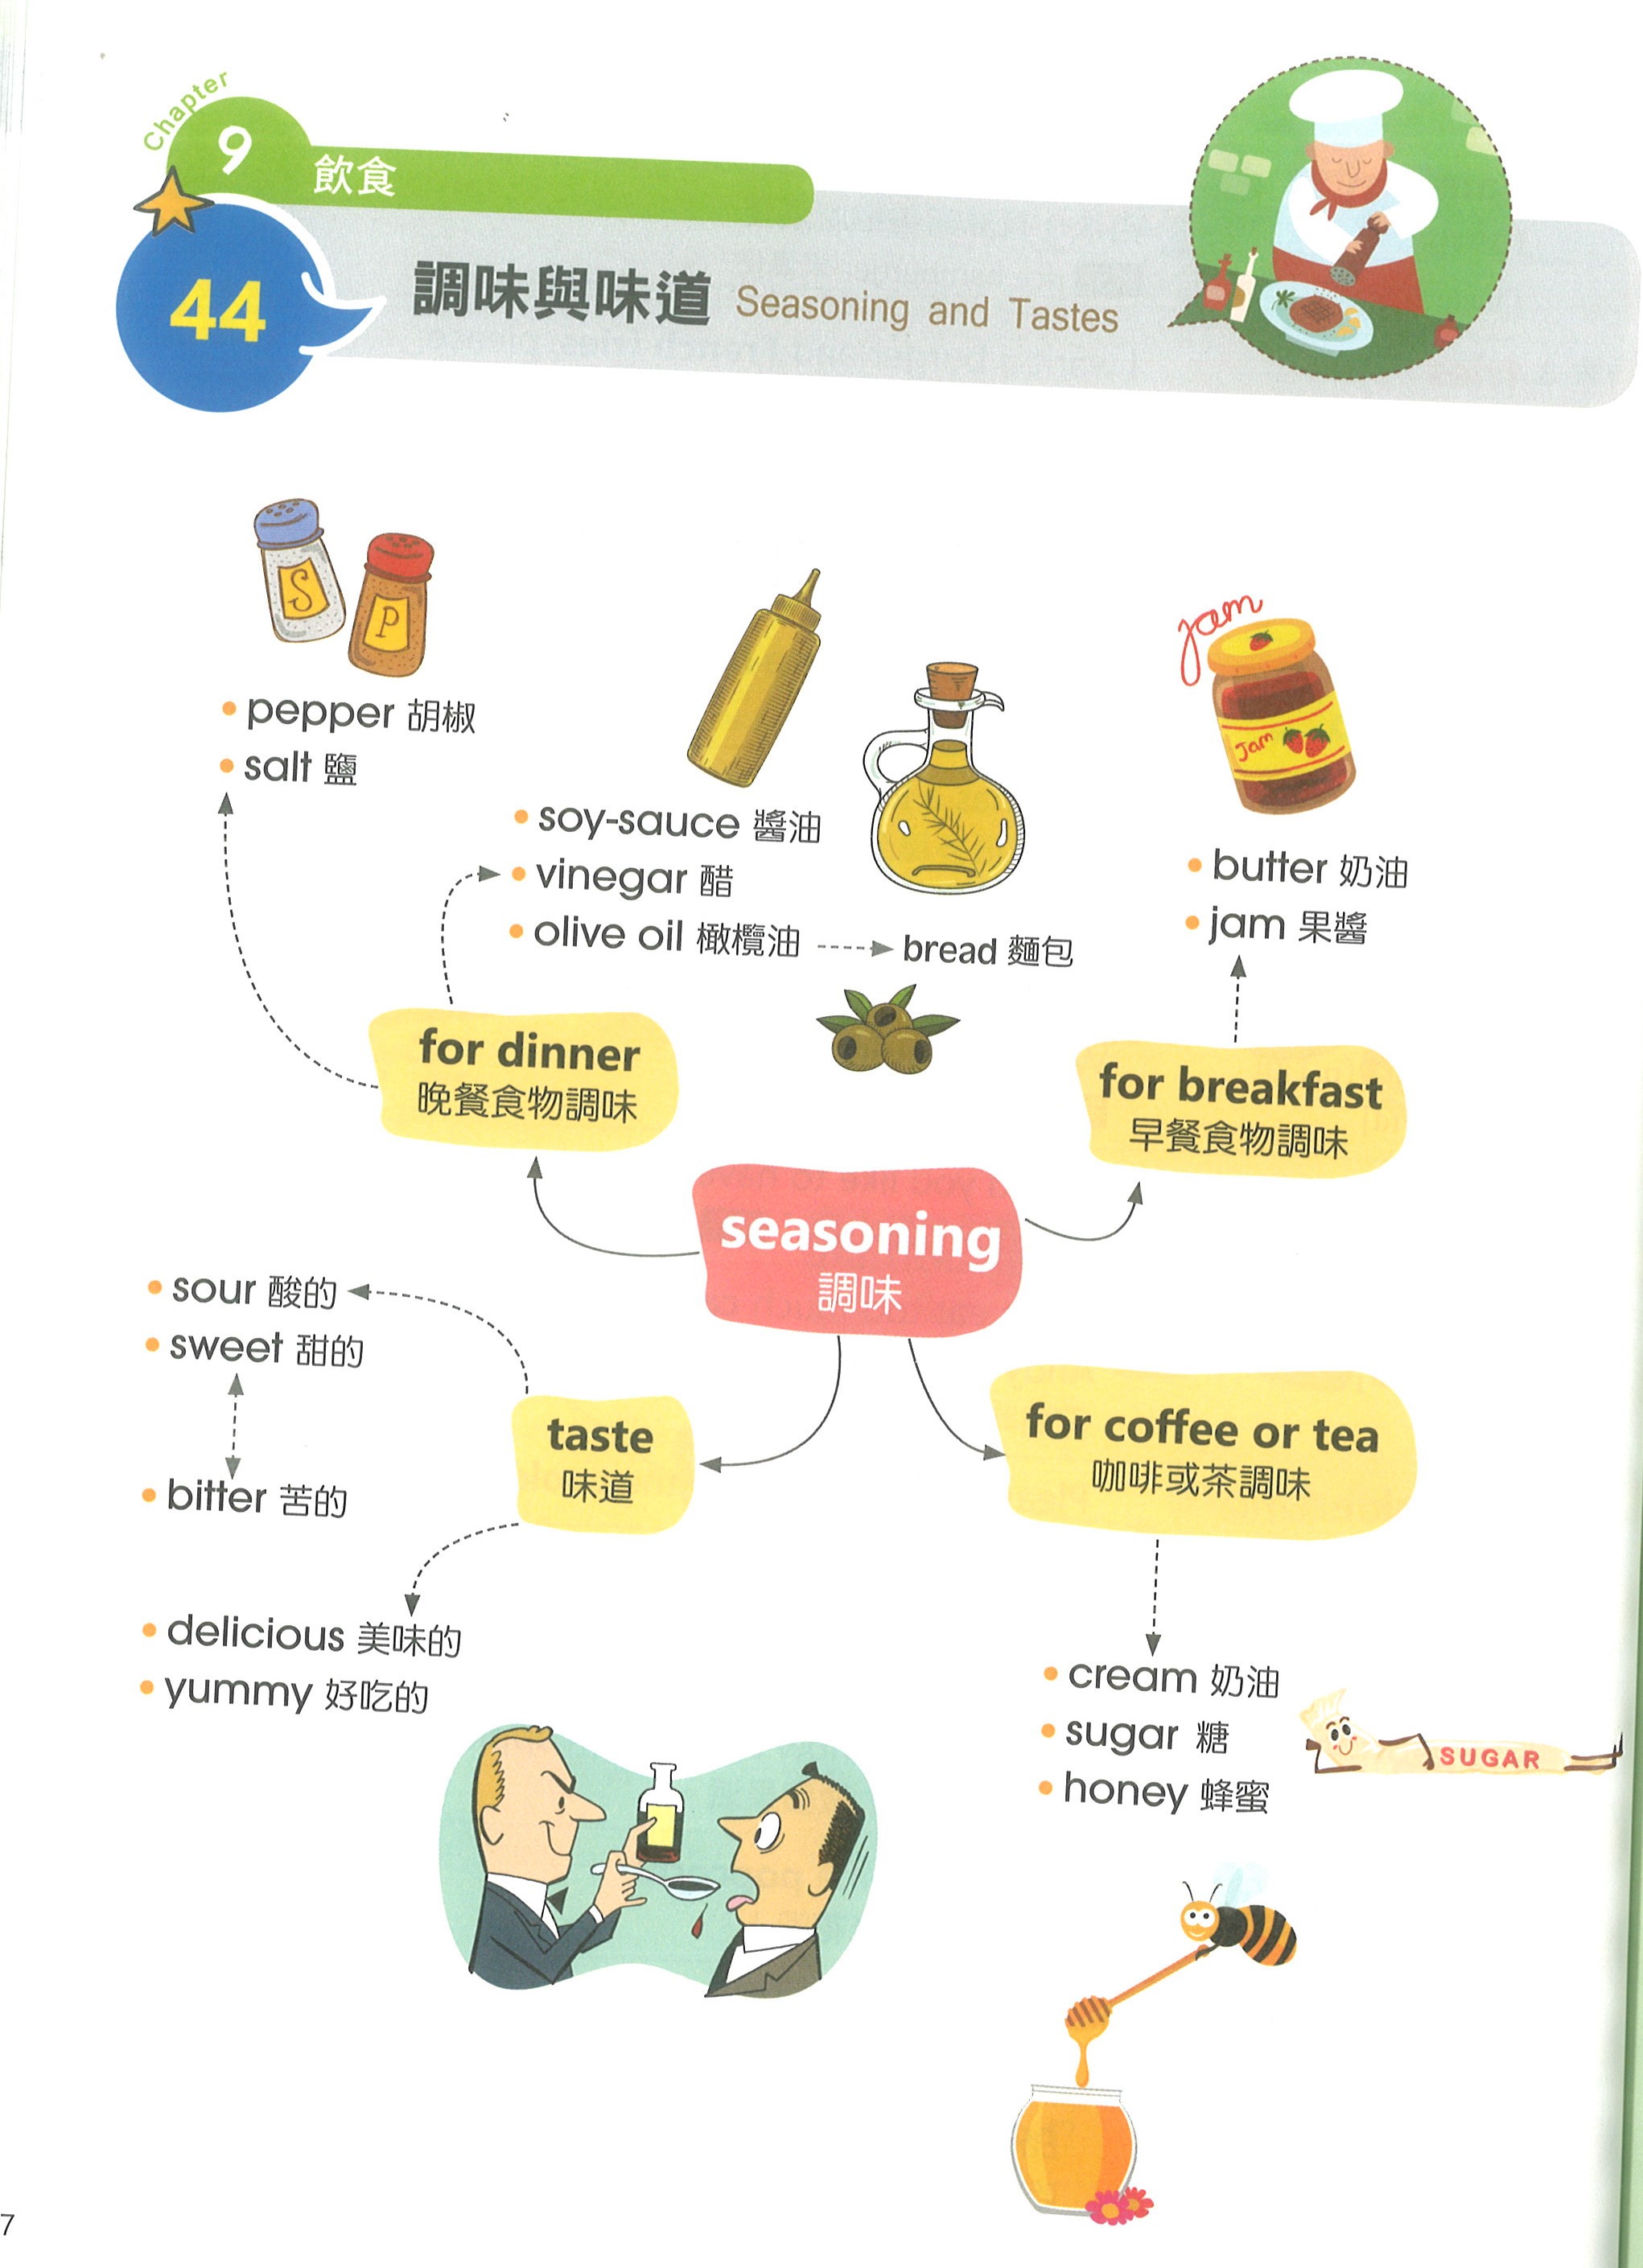 Chapter
9 飲食
44 調味與味道 Seasoning and Tastes
S
P
jam
Jam
pepper 胡椒
salt 鹽
soy-sauce 醬油
vinegar 醋
olive oil 橄欖油
bread 麵包
butter 奶油
jam 果醬
for dinner
晚餐食物調味
for breakfast
早餐食物調味
seasoning
調味
sour 酸的
sweet 甜的
bitter 苦的
taste
味道
for coffee or tea
咖啡或茶調味
delicious 美味的
yummy 好吃的
cream 奶油
sugar 糖
honey 蜂蜜
SUGAR
7